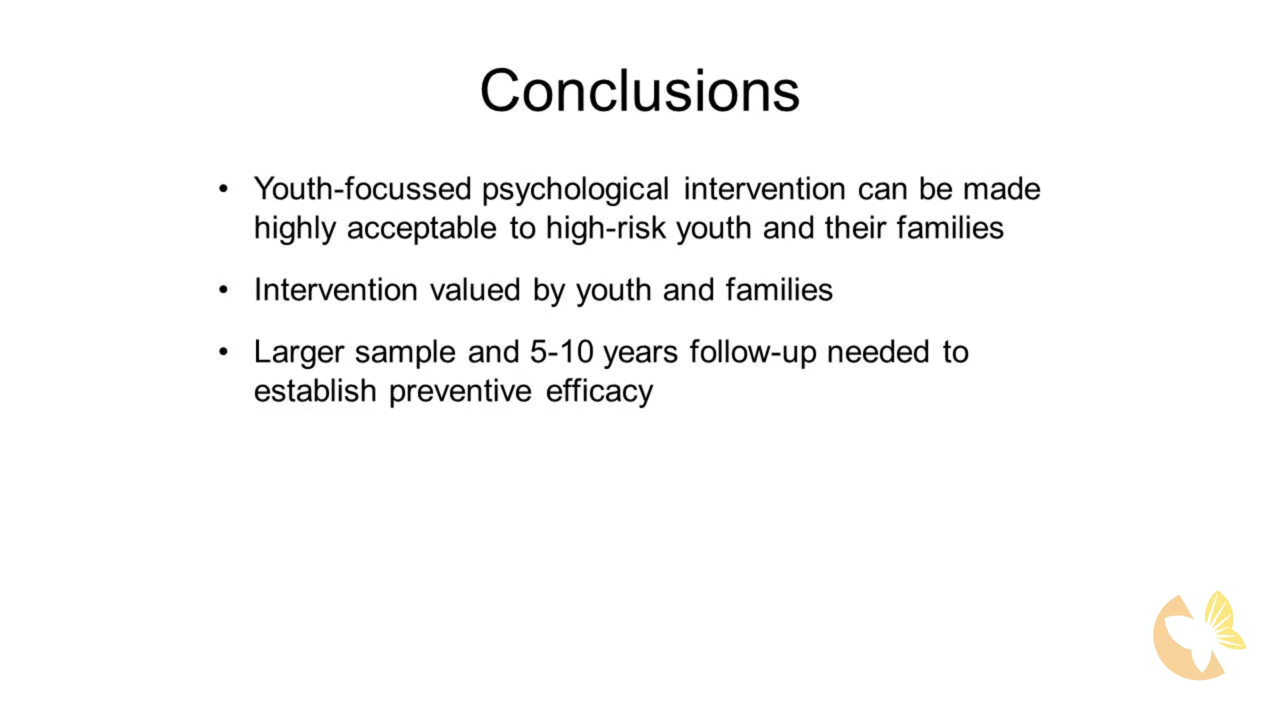 Conclusions
• Youth-focussed psychological intervention can be made
highly acceptable to high-risk youth and their families
• Intervention valued by youth and families
• Larger sample and 5-10 years follow-up needed to
establish preventive efficacy